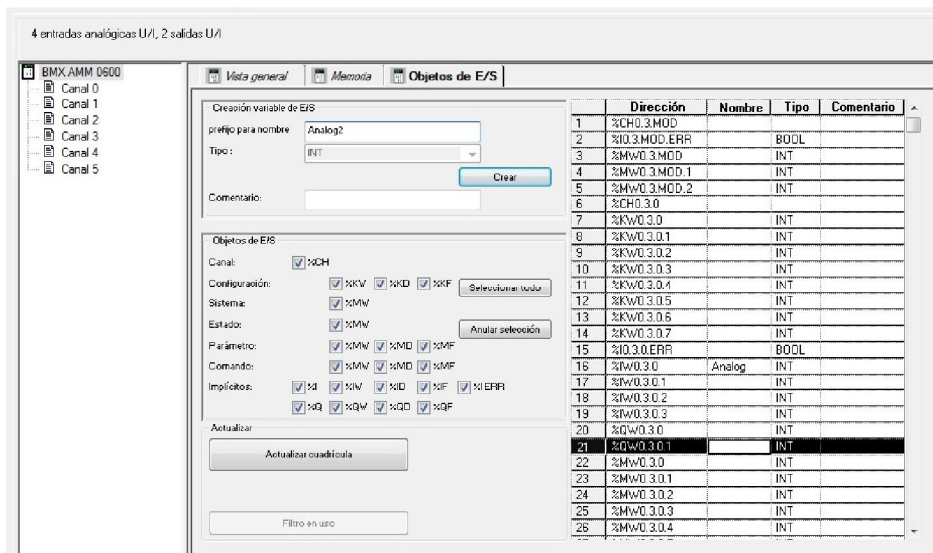 4 entradas analógicas U/I, 2 salidas U/I
BMX AMM 0600
Canal 0
Canal 1
Canal 2
Canal 3
Canal 4
Canal 5
Vista general Memoria Objetos de E/S
Creación variable de E/S
prefijo para nombre Analog2
Tipo: INT
Crear
Comentario:
Objetos de E/S
Canal: %CH
Configuración: %KW %KD %KF Seleccionar todo
Sistema: %MW
Estado: %MW Anular selección
Parámetro: %MW %MD %MF
Comando: %MW %MD %MF
Implícitos: %I %IW %ID %IF %IERR
%Q %QW %QD %QF
Actualizar
Actualizar cuadrícula
Filtro en uso
Dirección Nombre Tipo Comentario
1 %CH0.3.MOD
2 %I0.3.MOD.ERR BOOL
3 %MW0.3.MOD INT
4 %MW0.3.MOD.1 INT
5 %MW0.3.MOD.2 INT
6 %CH0.3.0
7 %KW0.3.0 INT
8 %KW0.3.0.1 INT
9 %KW0.3.0.2 INT
10 %KW0.3.0.3 INT
11 %KW0.3.0.4 INT
12 %KW0.3.0.5 INT
13 %KW0.3.0.6 INT
14 %KW0.3.0.7 INT
15 %I0.3.0.ERR BOOL
16 %IW0.3.0 Analog INT
17 %IW0.3.0.1 INT
18 %IW0.3.0.2 INT
19 %IW0.3.0.3 INT
20 %QW0.3.0 INT
21 %QW0.3.0.1 INT
22 %MW0.3.0 INT
23 %MW0.3.0.1 INT
24 %MW0.3.0.2 INT
25 %MW0.3.0.3 INT
26 %MW0.3.0.4 INT